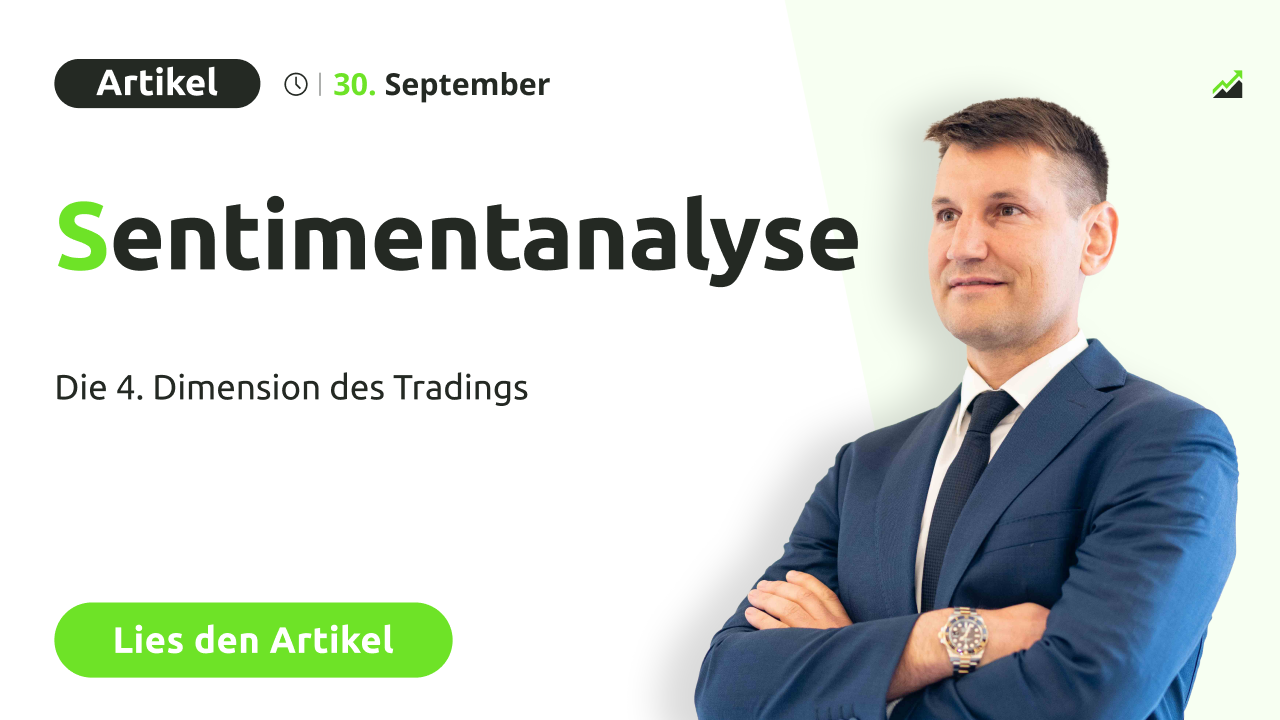 Artikel
30. September
Sentimentanalyse
Die 4. Dimension des Tradings
Lies den Artikel